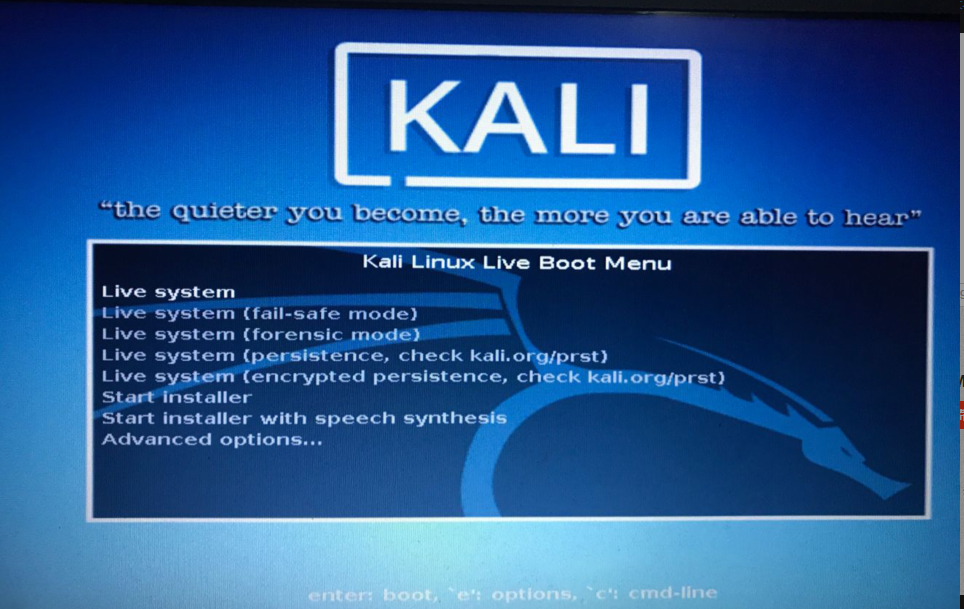 KALI
“the quieter you become, the more you are able to hear”
Kali Linux Live Boot Menu
Live system
Live system (fail-safe mode)
Live system (forensic mode)
Live system (persistence, check kali.org/prst)
Live system (encrypted persistence, check kali.org/prst)
Start installer
Start installer with speech synthesis
Advanced options...
enter: boot, `e': options, `c': cmd-line